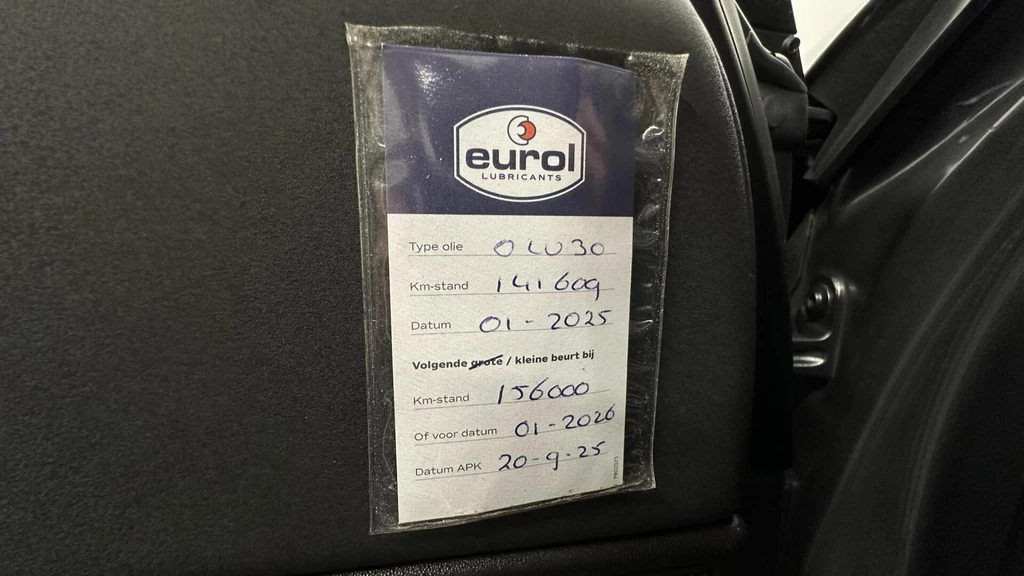 eurol
LUBRICANTS
Type olie 0W30
Km-stand 141609
Datum 01-2025
Volgende grote / kleine beurt bij
Km-stand 156000
Of voor datum 01-2026
Datum APK 20-9-25